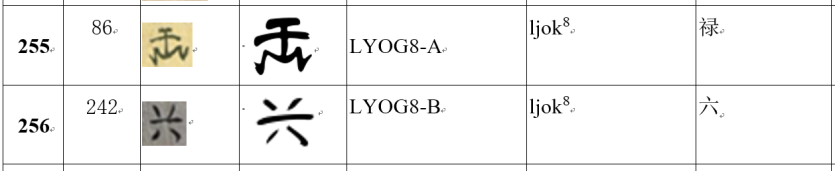 255 86 LYOG8-A ljok⁸ 禄
256 242 LYOG8-B ljok⁸ 六